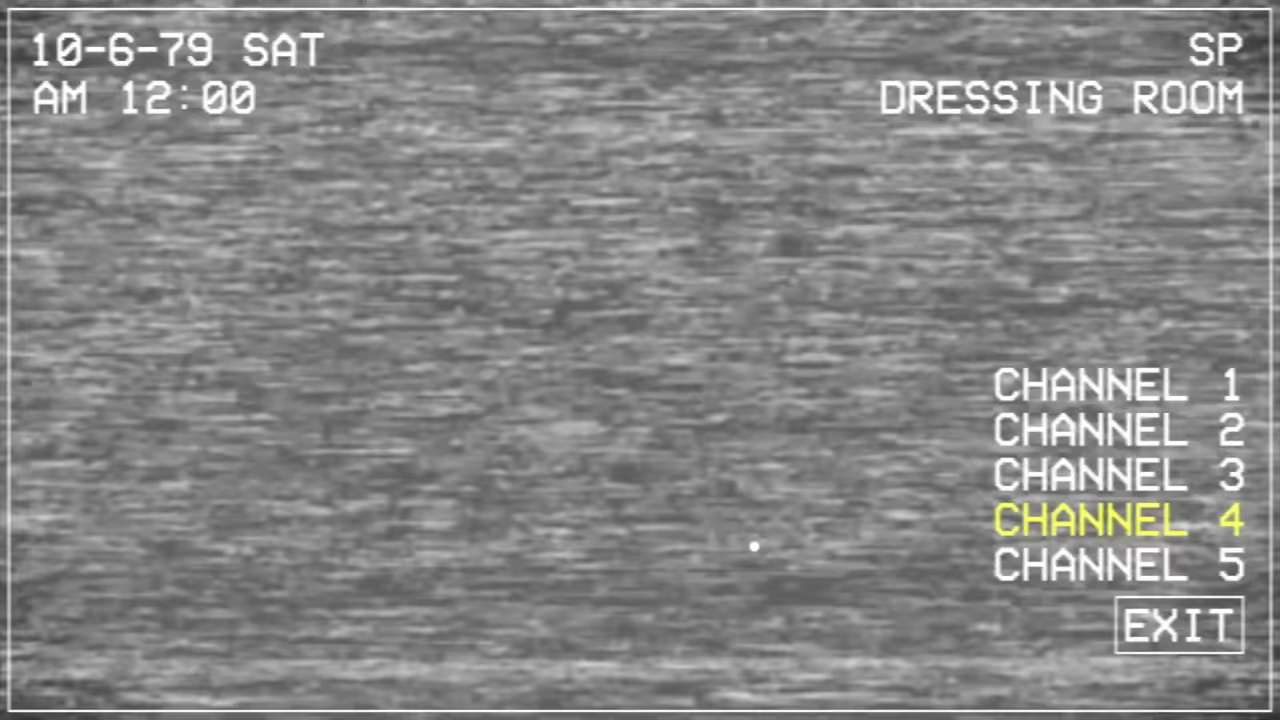 10-6-79 SAT
AM 12:00
SP
DRESSING ROOM
CHANNEL 1
CHANNEL 2
CHANNEL 3
CHANNEL 4
CHANNEL 5
EXIT